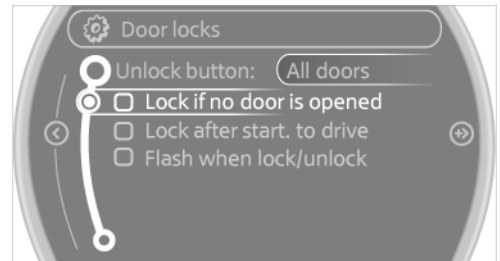 Door locks
Unlock button: All doors
Lock if no door is opened
Lock after start. to drive
Flash when lock/unlock